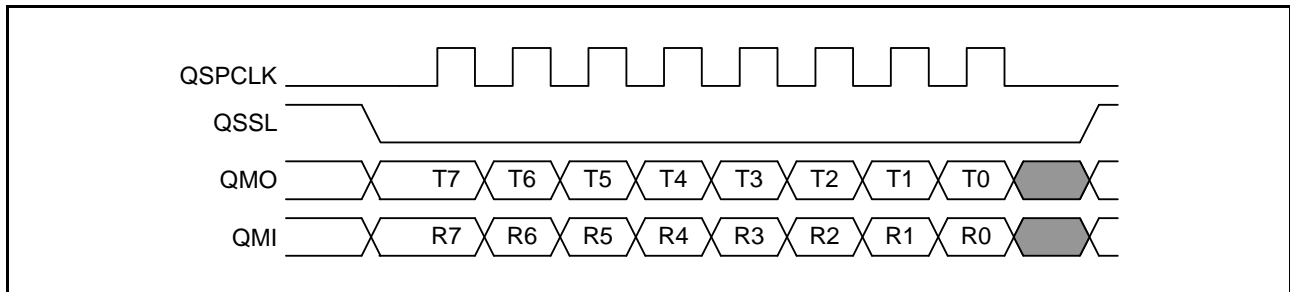 QSPCLK
QSSL
QMO T7 T6 T5 T4 T3 T2 T1 T0
QMI R7 R6 R5 R4 R3 R2 R1 R0